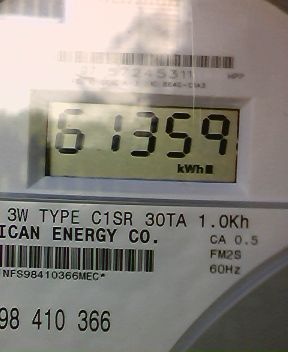 57245311
61359
kWh
3W TYPE C1SR 30TA 1.0Kh
ICAN ENERGY CO.
CA 0.5
FM2S
NFS98410366MEC*
60Hz
98 410 366